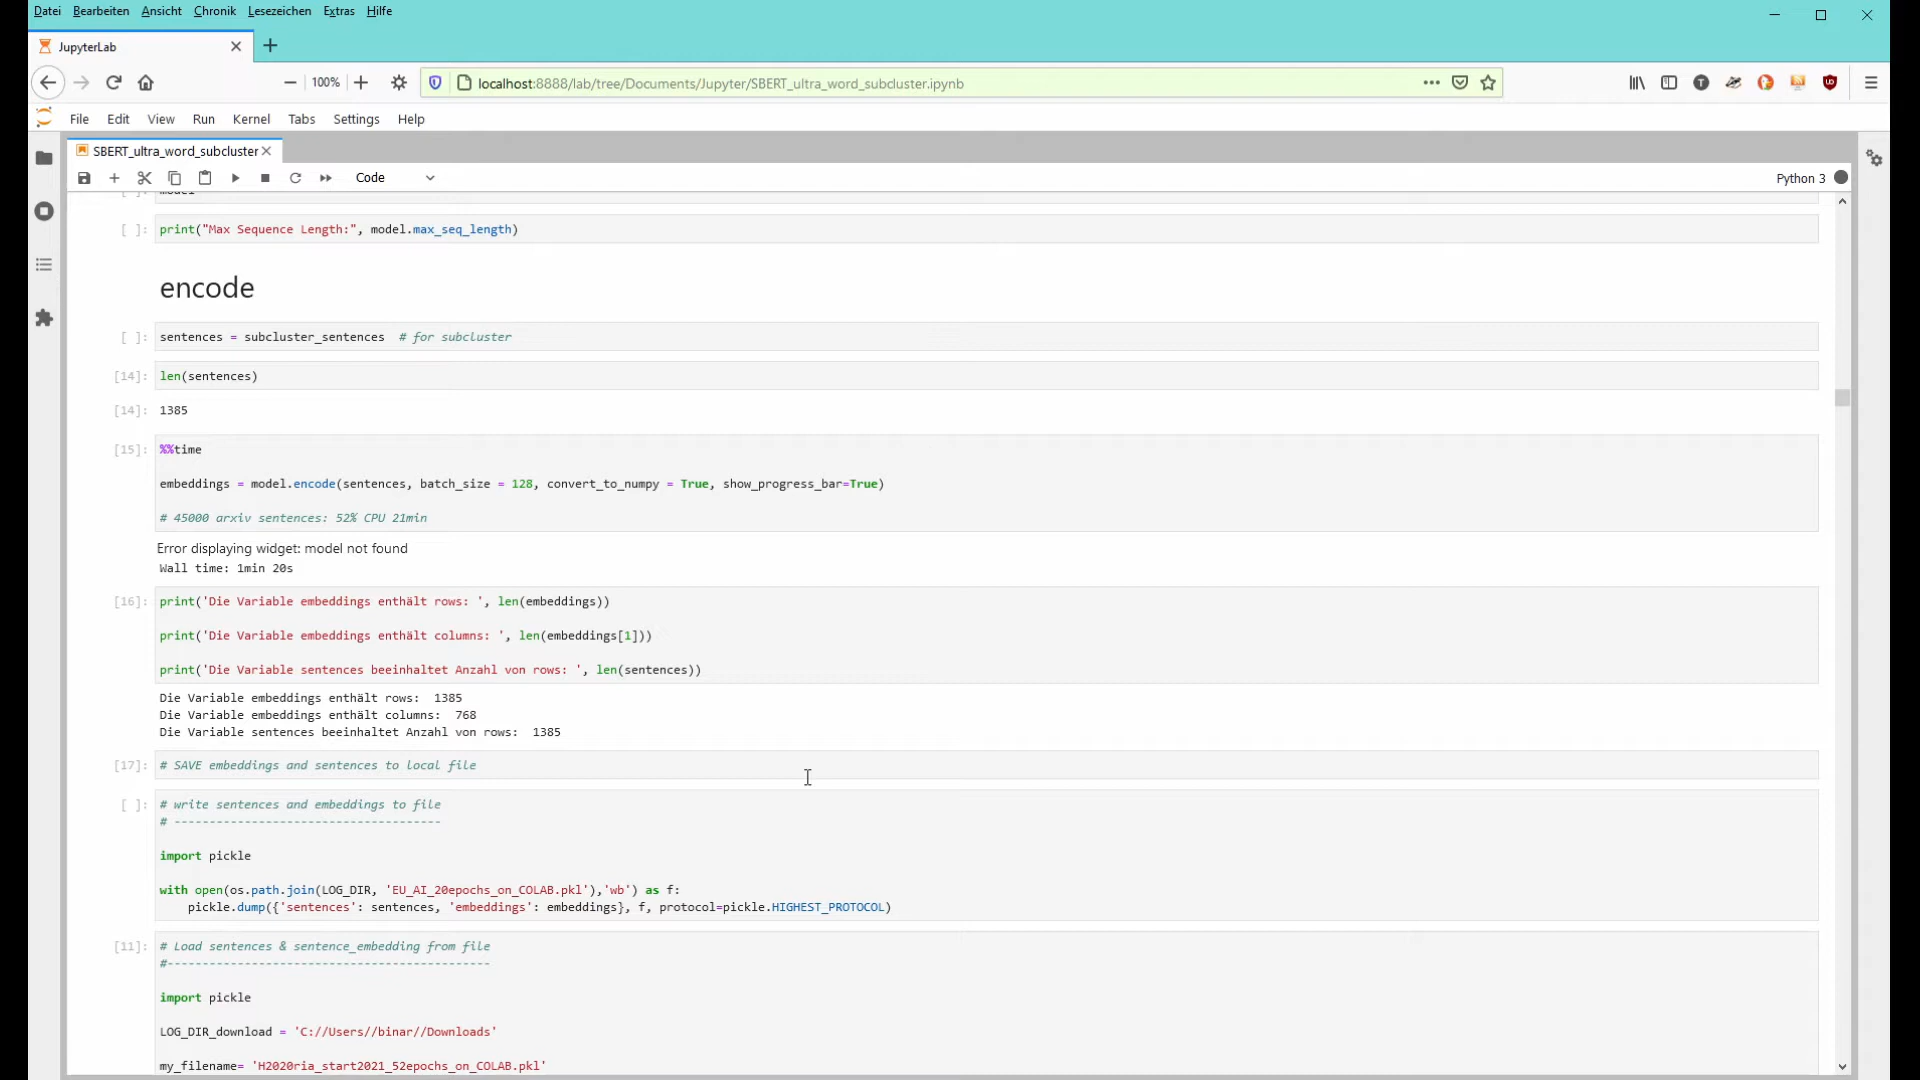 Datei Bearbeiten Ansicht Chronik Lesezeichen Extras Hilfe
JupyterLab
100%
localhost:8888/lab/tree/Documents/Jupyter/SBERT_ultra_word_subcluster.ipynb
File Edit View Run Kernel Tabs Settings Help
SBERT_ultra_word_subcluster
Code
Python 3
[ ]: model
[ ]: print("Max Sequence Length:", model.max_seq_length)
encode
[ ]: sentences = subcluster_sentences  # for subcluster
[14]: len(sentences)
[14]: 1385
[15]: %%time
embeddings = model.encode(sentences, batch_size = 128, convert_to_numpy = True, show_progress_bar=True)
# 45000 arxiv sentences: 52% CPU 21min
Error displaying widget: model not found
Wall time: 1min 20s
[16]: print('Die Variable embeddings enthält rows: ', len(embeddings))
print('Die Variable embeddings enthält columns: ', len(embeddings[1]))
print('Die Variable sentences beeinhaltet Anzahl von rows: ', len(sentences))
Die Variable embeddings enthält rows:  1385
Die Variable embeddings enthält columns:  768
Die Variable sentences beeinhaltet Anzahl von rows:  1385
[17]: # SAVE embeddings and sentences to local file
[ ]: # write sentences and embeddings to file
# --------------------------------------
import pickle
with open(os.path.join(LOG_DIR, 'EU_AI_20epochs_on_COLAB.pkl'),'wb') as f:
    pickle.dump({'sentences': sentences, 'embeddings': embeddings}, f, protocol=pickle.HIGHEST_PROTOCOL)
[11]: # Load sentences & sentence_embedding from file
#----------------------------------------------
import pickle
LOG_DIR_download = 'C://Users//binar//Downloads'
my_filename= 'H2020ria_start2021_52epochs_on_COLAB.pkl'